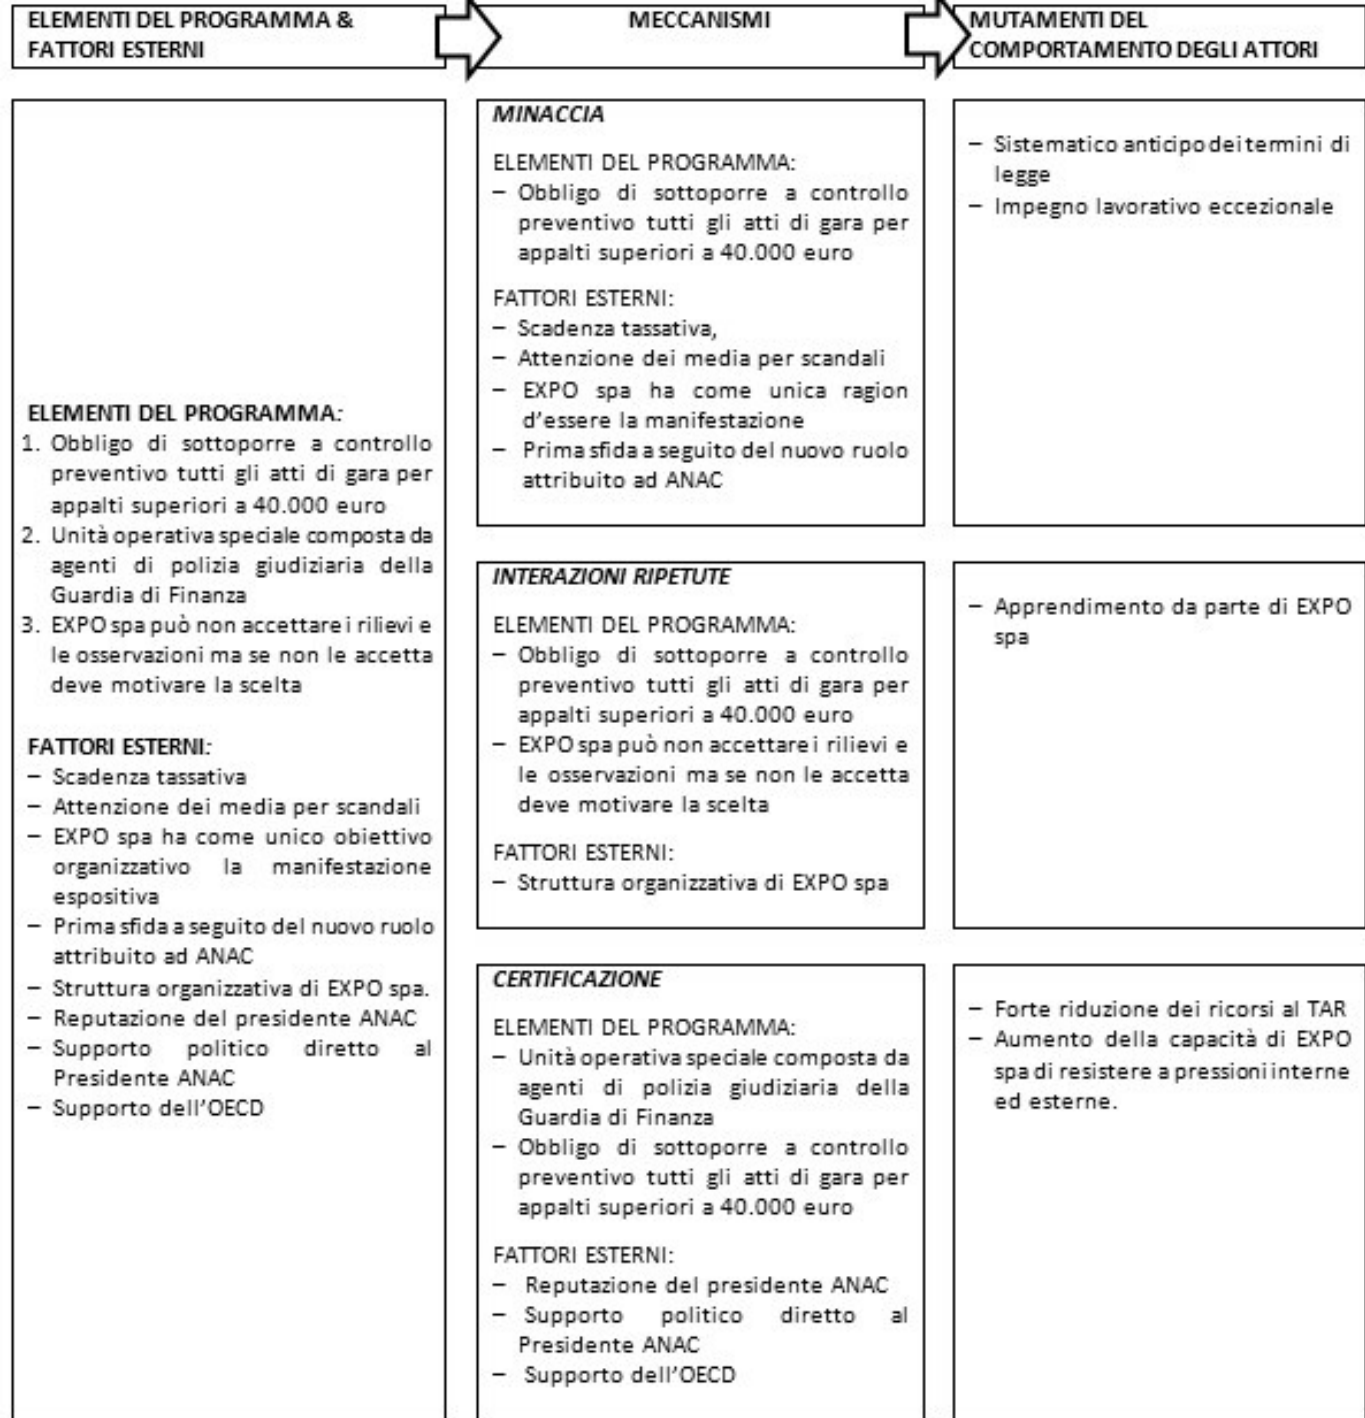 ELEMENTI DEL PROGRAMMA &
FATTORI ESTERNI
MECCANISMI
MUTAMENTI DEL
COMPORTAMENTO DEGLI ATTORI
ELEMENTI DEL PROGRAMMA:
1. Obbligo di sottoporre a controllo
preventivo tutti gli atti di gara per
appalti superiori a 40.000 euro
2. Unità operativa speciale composta da
agenti di polizia giudiziaria della
Guardia di Finanza
3. EXPO spa può non accettare i rilievi e
le osservazioni ma se non le accetta
deve motivare la scelta
FATTORI ESTERNI:
– Scadenza tassativa
– Attenzione dei media per scandali
– EXPO spa ha come unico obiettivo
organizzativo la manifestazione
espositiva
– Prima sfida a seguito del nuovo ruolo
attribuito ad ANAC
– Struttura organizzativa di EXPO spa.
– Reputazione del presidente ANAC
– Supporto politico diretto al
Presidente ANAC
– Supporto dell'OECD
MINACCIA
ELEMENTI DEL PROGRAMMA:
– Obbligo di sottoporre a controllo
preventivo tutti gli atti di gara per
appalti superiori a 40.000 euro
FATTORI ESTERNI:
– Scadenza tassativa,
– Attenzione dei media per scandali
– EXPO spa ha come unica ragion
d'essere la manifestazione
– Prima sfida a seguito del nuovo ruolo
attribuito ad ANAC
– Sistematico anticipo dei termini di
legge
– Impegno lavorativo eccezionale
INTERAZIONI RIPETUTE
ELEMENTI DEL PROGRAMMA:
– Obbligo di sottoporre a controllo
preventivo tutti gli atti di gara per
appalti superiori a 40.000 euro
– EXPO spa può non accettare i rilievi e
le osservazioni ma se non le accetta
deve motivare la scelta
FATTORI ESTERNI:
– Struttura organizzativa di EXPO spa
– Apprendimento da parte di EXPO
spa
CERTIFICAZIONE
ELEMENTI DEL PROGRAMMA:
– Unità operativa speciale composta da
agenti di polizia giudiziaria della
Guardia di Finanza
– Obbligo di sottoporre a controllo
preventivo tutti gli atti di gara per
appalti superiori a 40.000 euro
FATTORI ESTERNI:
– Reputazione del presidente ANAC
– Supporto politico diretto al
Presidente ANAC
– Supporto dell'OECD
– Forte riduzione dei ricorsi al TAR
– Aumento della capacità di EXPO
spa di resistere a pressioni interne
ed esterne.